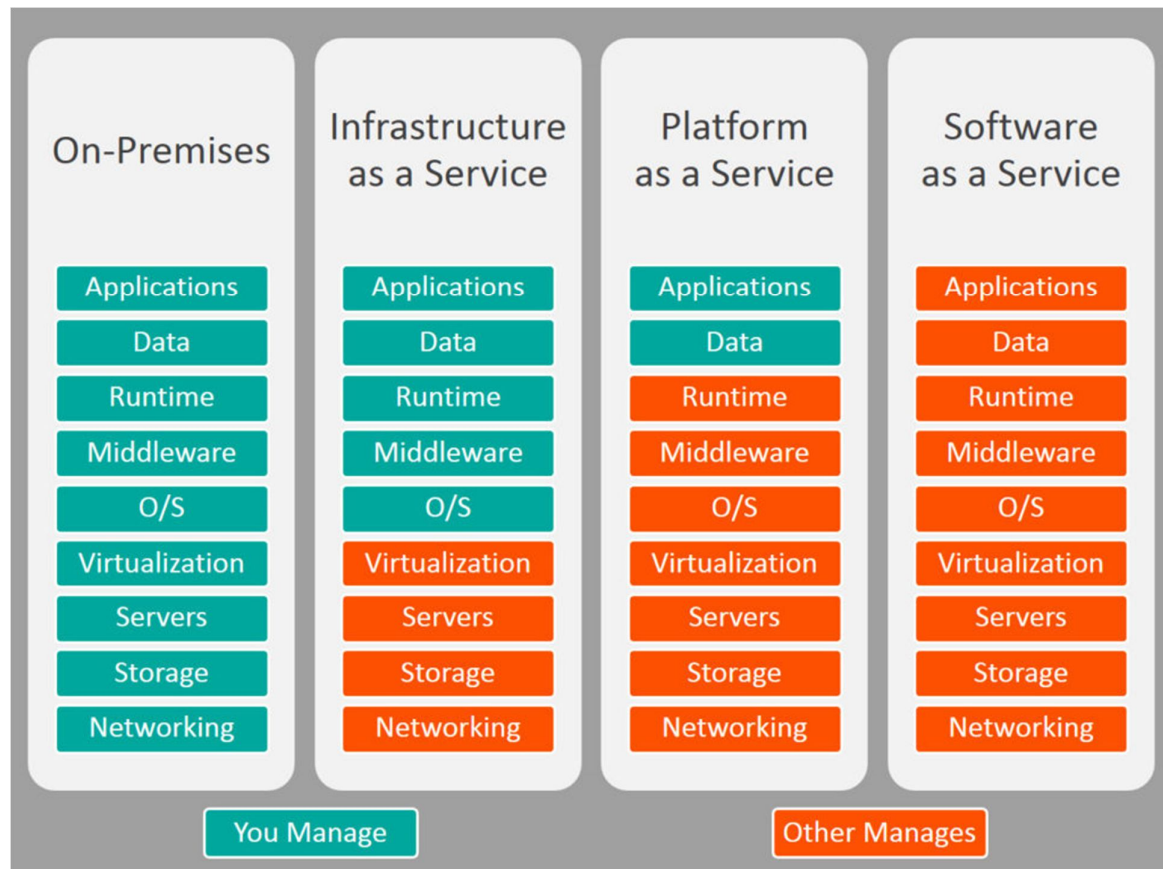 On-Premises
Applications
Data
Runtime
Middleware
O/S
Virtualization
Servers
Storage
Networking
Infrastructure
as a Service
Applications
Data
Runtime
Middleware
O/S
Virtualization
Servers
Storage
Networking
Platform
as a Service
Applications
Data
Runtime
Middleware
O/S
Virtualization
Servers
Storage
Networking
Software
as a Service
Applications
Data
Runtime
Middleware
O/S
Virtualization
Servers
Storage
Networking
You Manage
Other Manages